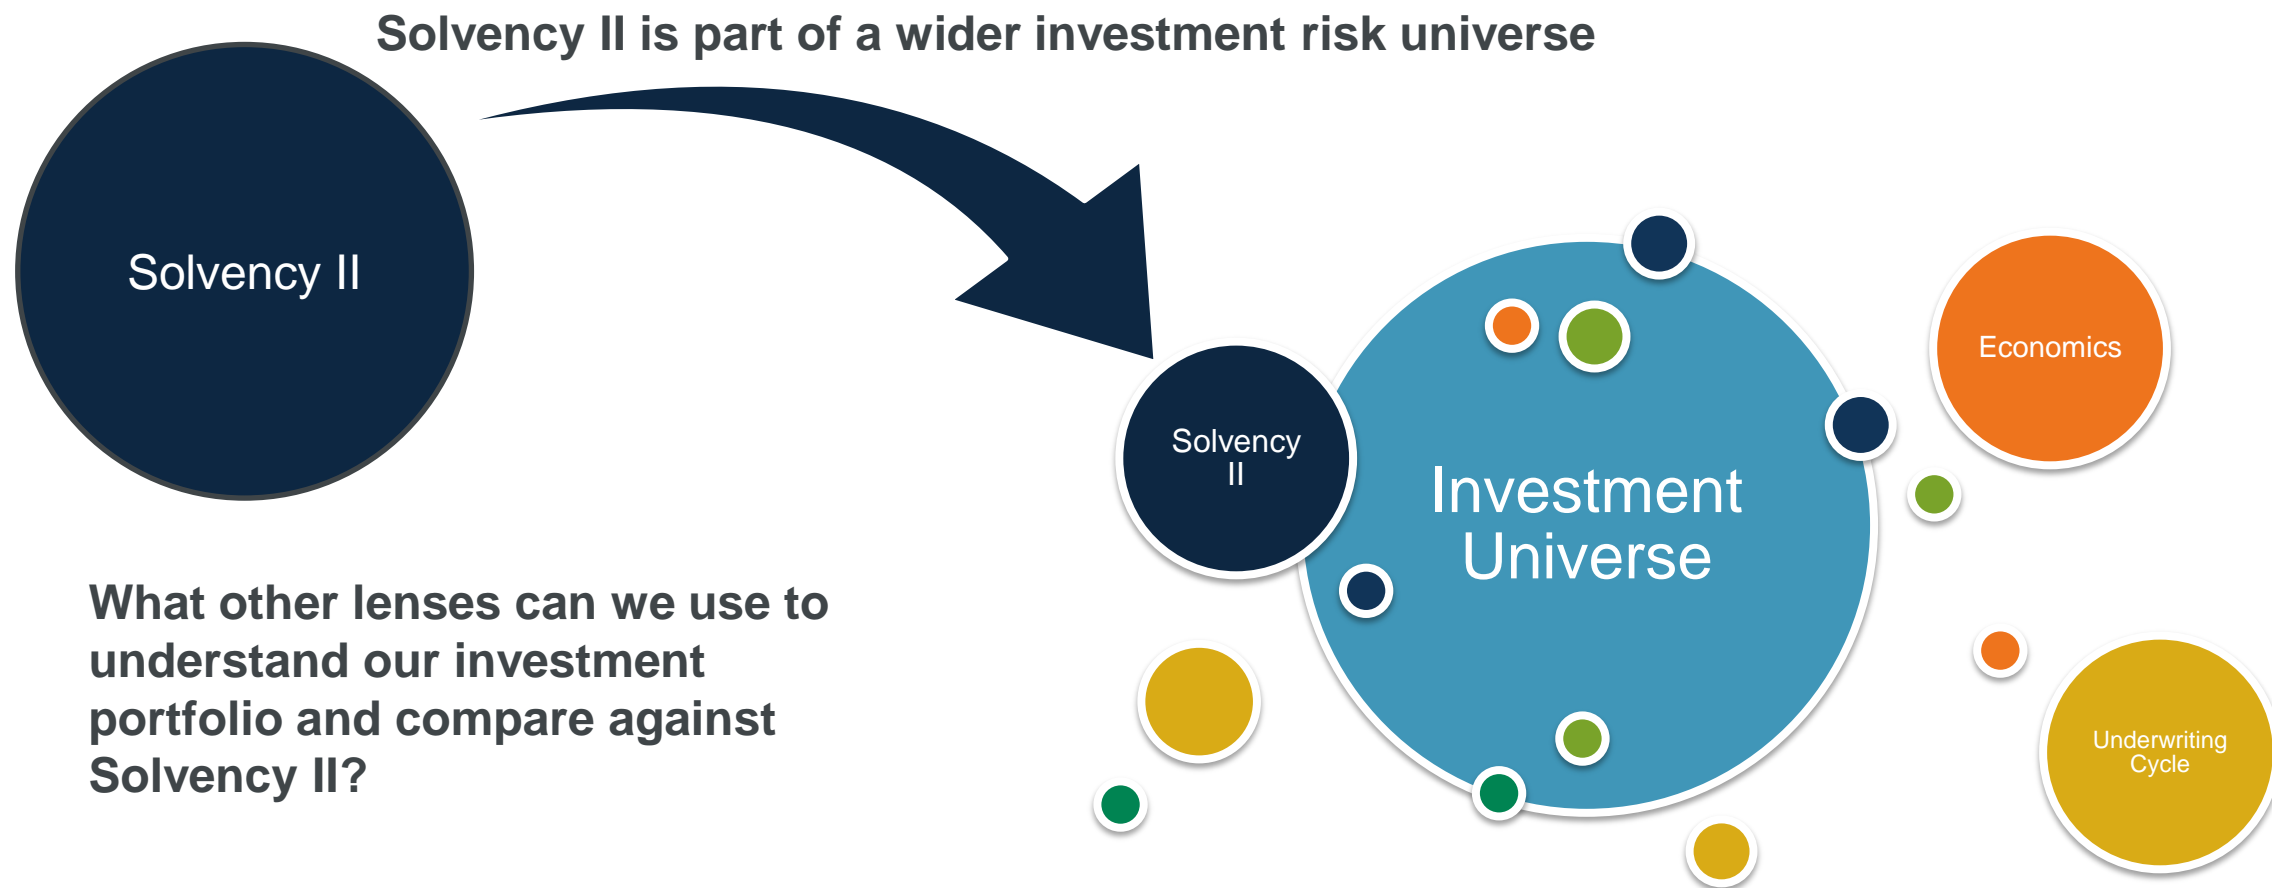 Solvency II is part of a wider investment risk universe
Solvency II
What other lenses can we use to
understand our investment
portfolio and compare against
Solvency II?
Solvency
II
Investment
Universe
Economics
Underwriting
Cycle